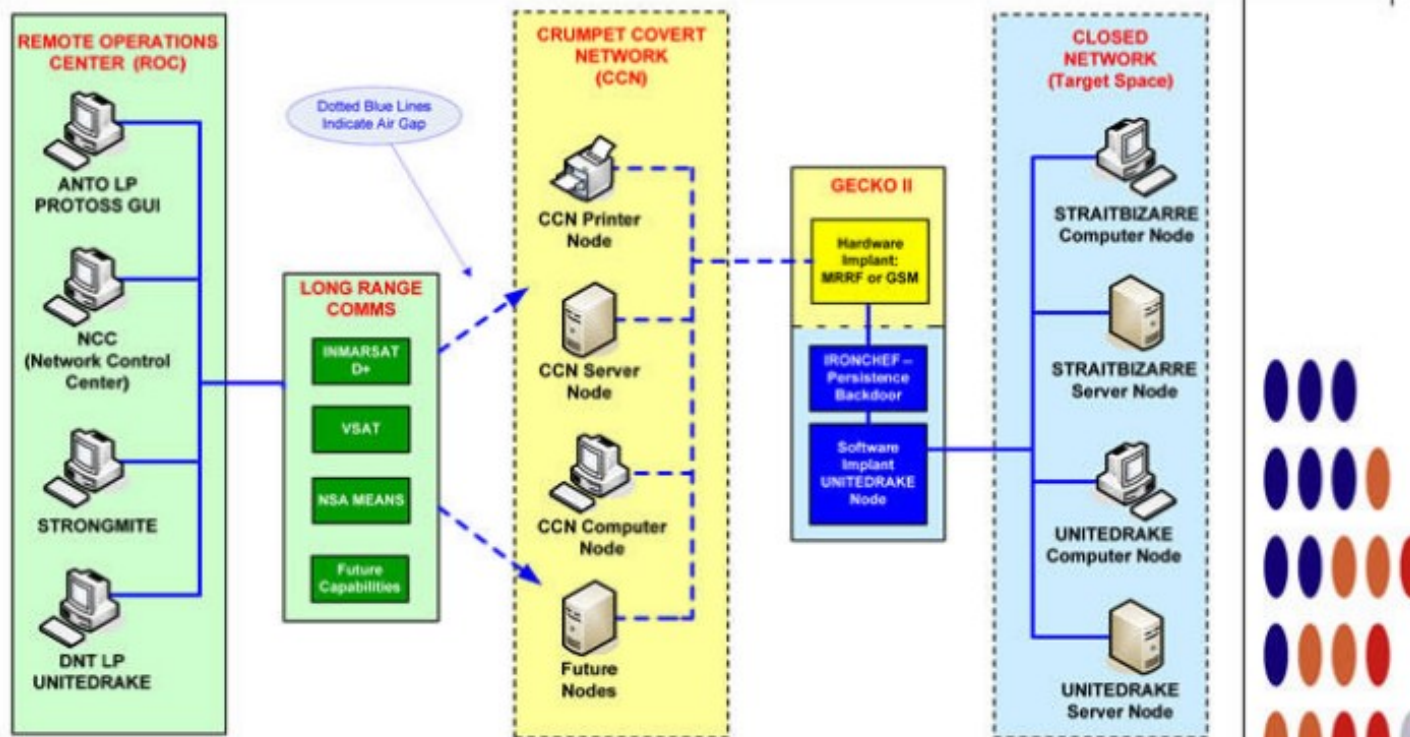 REMOTE OPERATIONS
CENTER (ROC)
ANTO LP
PROTOSS GUI
NCC
(Network Control
Center)
STRONGMITE
DNT LP
UNITEDRAKE
Dotted Blue Lines
Indicate Air Gap
LONG RANGE
COMMS
INMARSAT
D+
VSAT
NSA MEANS
Future
Capabilities
CRUMPET COVERT
NETWORK
(CCN)
CCN Printer
Node
CCN Server
Node
CCN Computer
Node
Future
Nodes
GECKO II
Hardware
Implant:
MRRF or GSM
IRONCHEF –
Persistence
Backdoor
Software
Implant
UNITEDRAKE
Node
CLOSED
NETWORK
(Target Space)
STRAITBIZARRE
Computer Node
STRAITBIZARRE
Server Node
UNITEDRAKE
Computer Node
UNITEDRAKE
Server Node